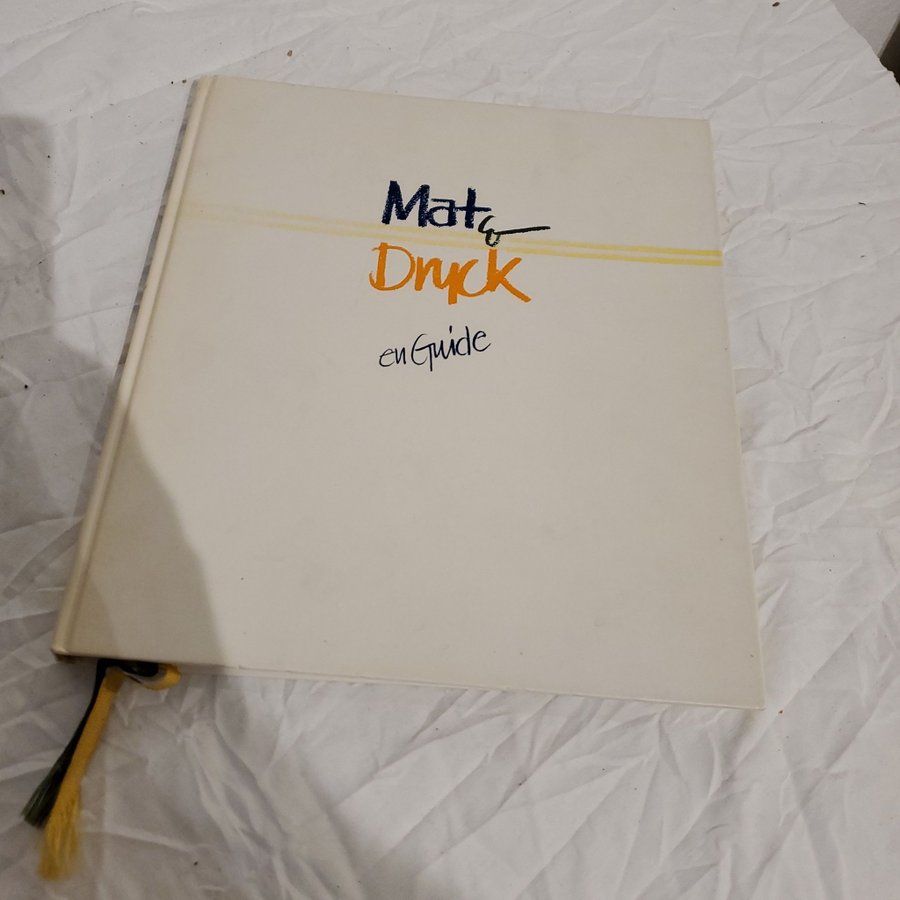 Mat &
Dryck
en Guide